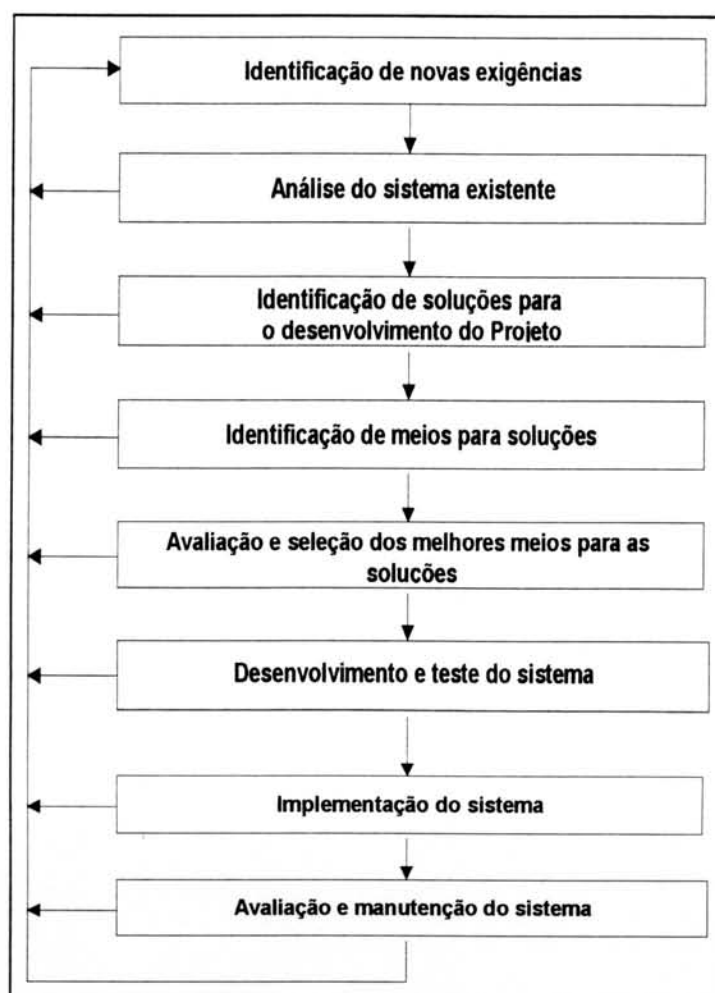 Identificação de novas exigências
Análise do sistema existente
Identificação de soluções para
o desenvolvimento do Projeto
Identificação de meios para soluções
Avaliação e seleção dos melhores meios para as
solucões
Desenvolvimento e teste do sistema
Implementação do sistema
Avaliação e manutenção do sistema